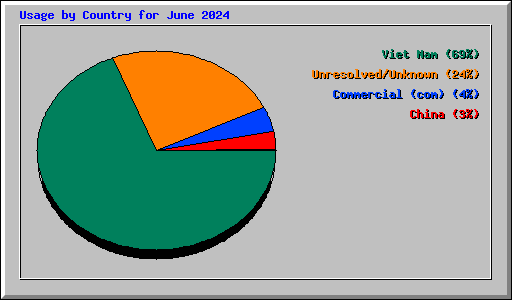 Usage by Country for June 2024
Viet Nam (69%)
Unresolved/Unknown (24%)
Commercial (com) (4%)
China (3%)